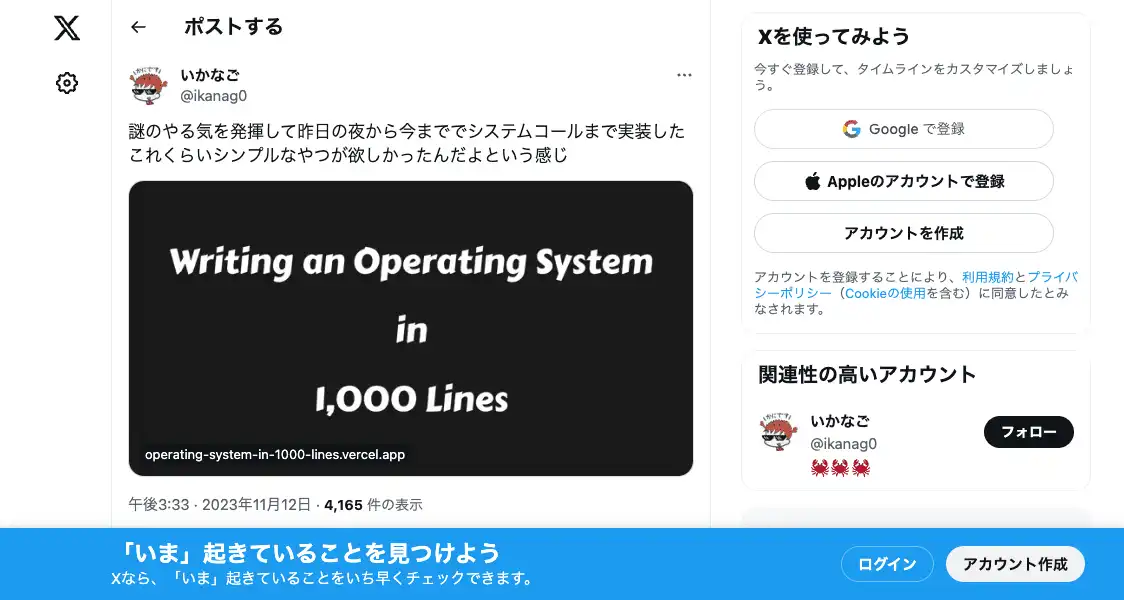 ポストする
いかなご
@ikanag0
謎のやる気を発揮して昨日の夜から今まででシステムコールまで実装した
これくらいシンプルなやつが欲しかったんだよという感じ
Writing an Operating System
in
1,000 Lines
operating-system-in-1000-lines.vercel.app
午後3:33 · 2023年11月12日 · 4,165 件の表示
Xを使ってみよう
今すぐ登録して、タイムラインをカスタマイズしましょ
う。
Google で登録
Appleのアカウントで登録
アカウントを作成
アカウントを登録することにより、利用規約とプライバ
シーポリシー（Cookieの使用を含む）に同意したとみ
なされます。
関連性の高いアカウント
いかなご
@ikanag0
フォロー
「いま」起きていることを見つけよう
Xなら、「いま」起きていることをいち早くチェックできます。
ログイン
アカウント作成